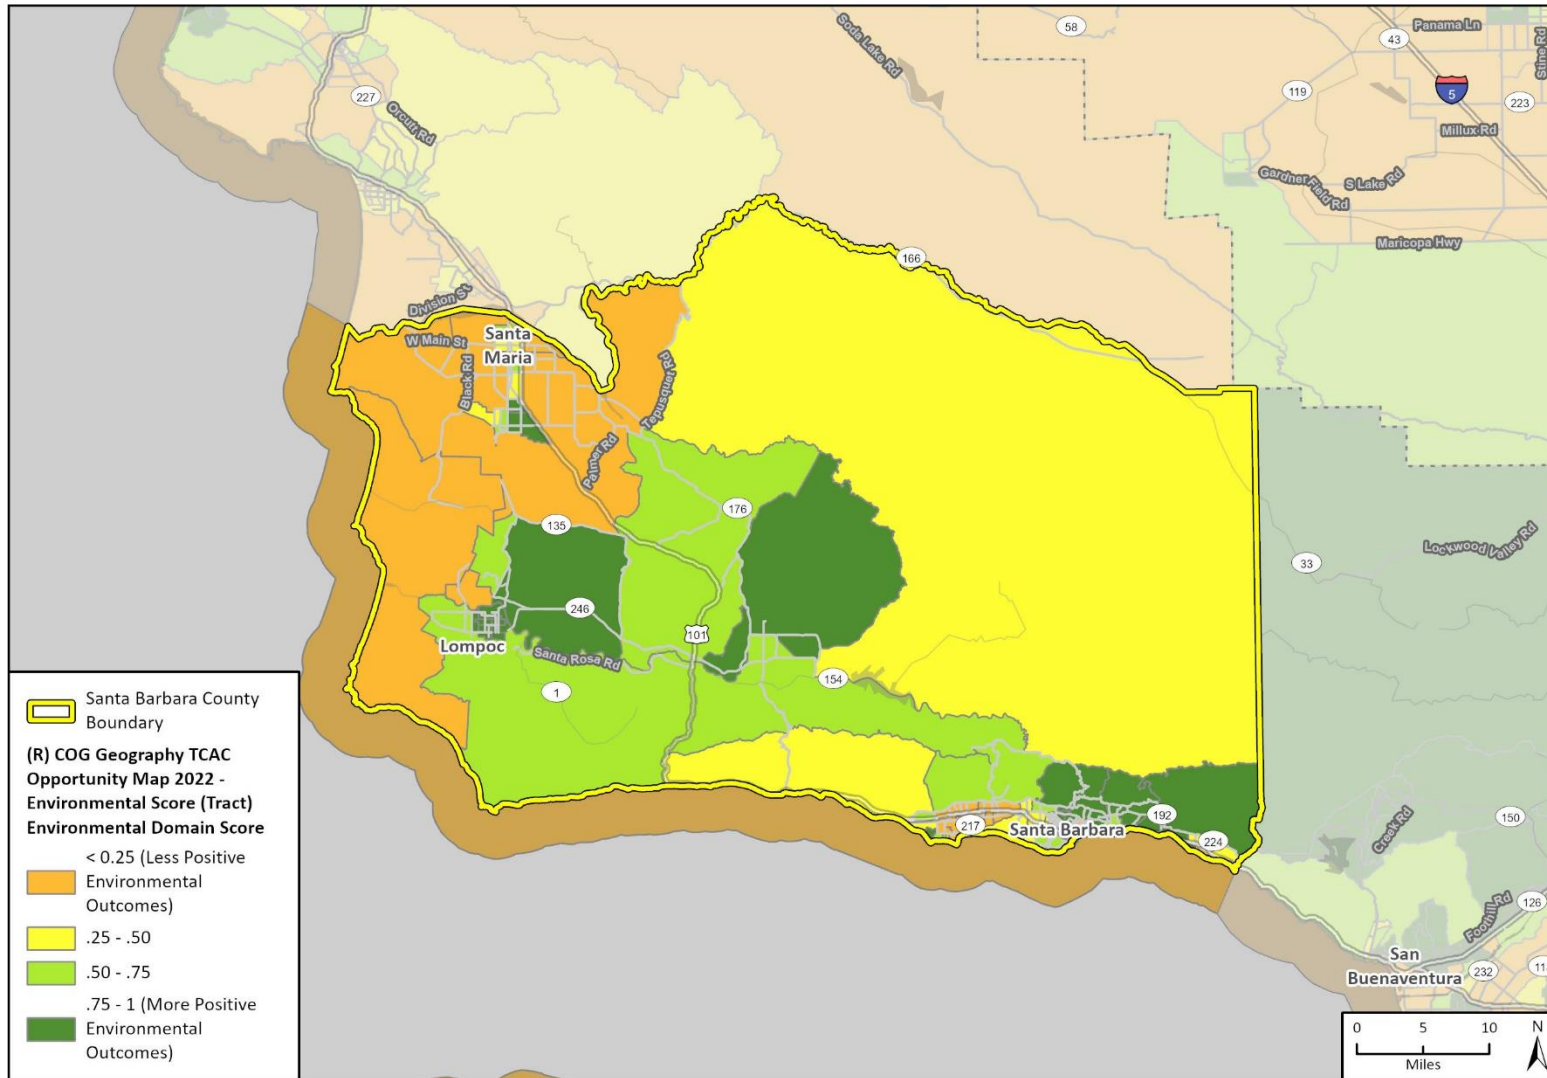 58
43
Panama Ln
Stine Rd
Soda Lake Rd
5
119
223
227
Orcutt Rd
Millux Rd
Gardner Field Rd
S Lake Rd
Maricopa Hwy
166
Division St
Santa
Maria
W Main St
Black Rd
Tepusquet Rd
Palmer Rd
176
135
Lockwood Valley Rd
33
246
101
Lompoc
Santa Rosa Rd
154
1
192
217
Santa Barbara
224
150
Creek Rd
126
Foothill Rd
San
Buenaventura
232
Santa Barbara County
Boundary
(R) COG Geography TCAC
Opportunity Map 2022 -
Environmental Score (Tract)
Environmental Domain Score
< 0.25 (Less Positive
Environmental
Outcomes)
.25 - .50
.50 - .75
.75 - 1 (More Positive
Environmental
Outcomes)
0 5 10
Miles
N